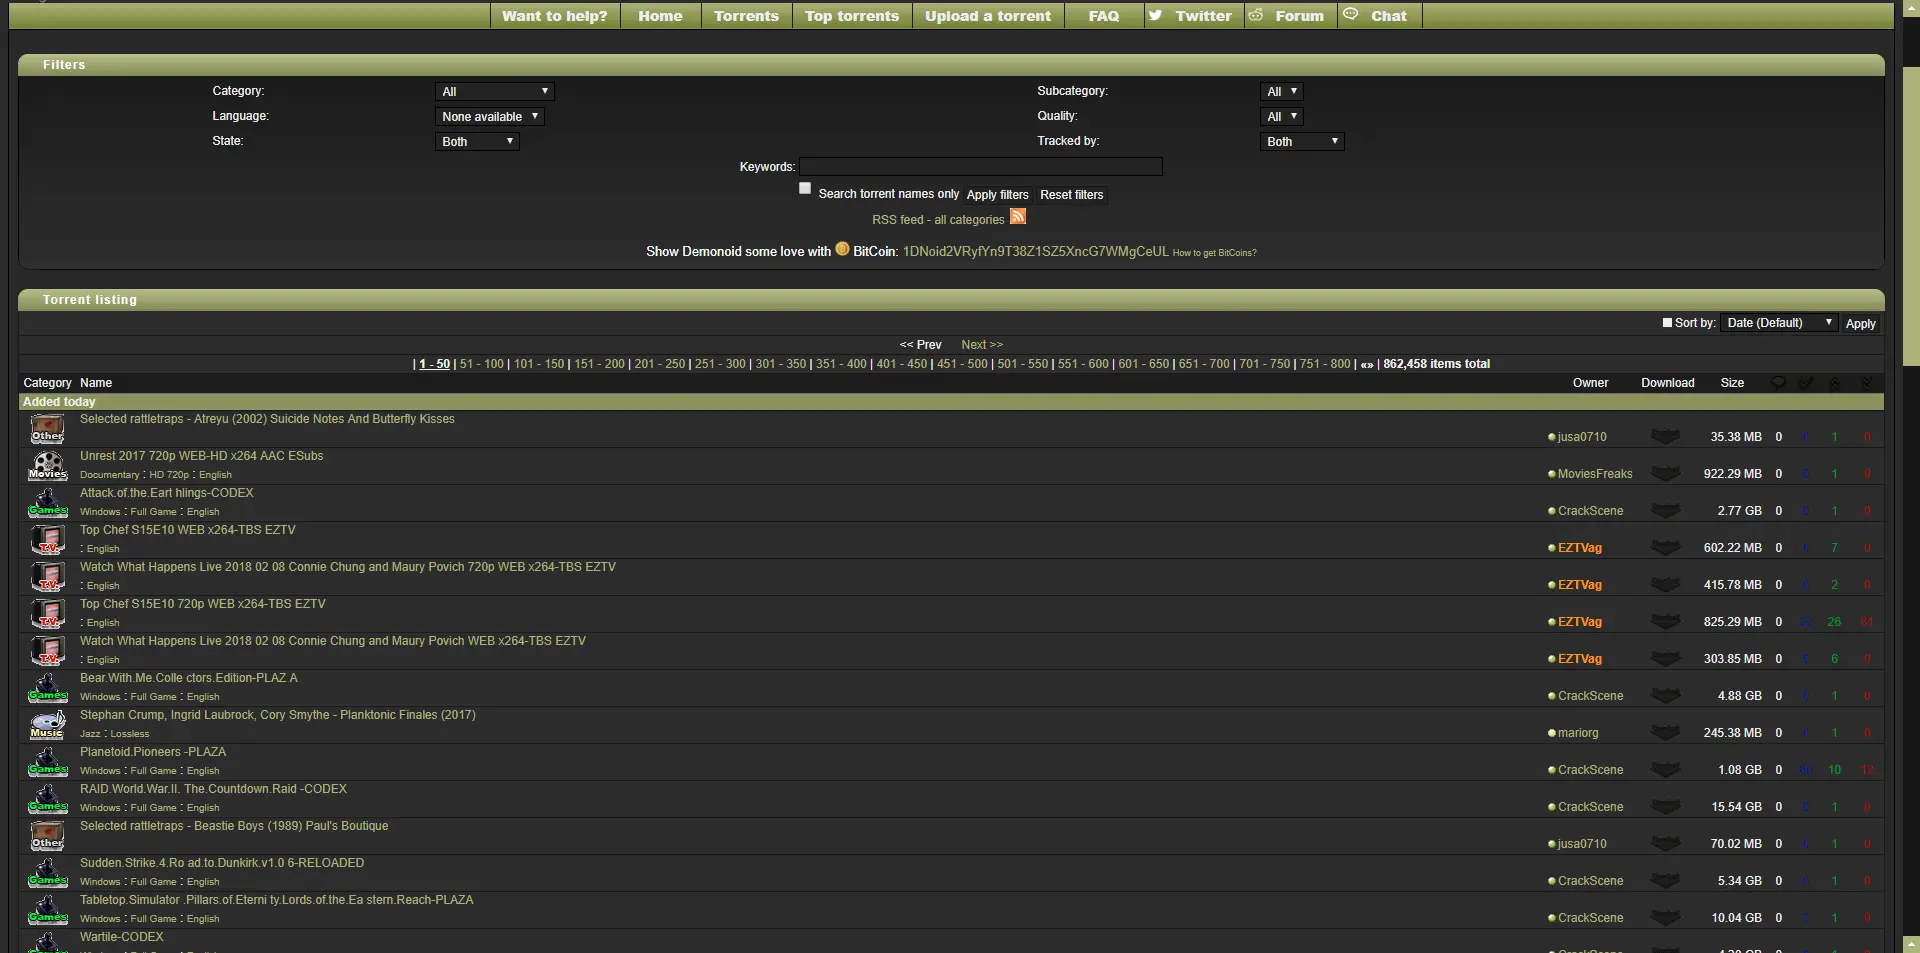 Want to help? Home Torrents Top torrents Upload a torrent FAQ Twitter Forum Chat
Filters
Category: All Subcategory: All
Language: None available Quality: All
State: Both Tracked by: Both
Keywords:
Search torrent names only Apply filters Reset filters
RSS feed - all categories
Show Demonoid some love with BitCoin: 1DNoid2VRyfYn9T38Z1SZ5XncG7WMgCeUL How to get BitCoins?
Torrent listing
Sort by: Date (Default) Apply
<< Prev Next >>
| 1 - 50 | 51 - 100 | 101 - 150 | 151 - 200 | 201 - 250 | 251 - 300 | 301 - 350 | 351 - 400 | 401 - 450 | 451 - 500 | 501 - 550 | 551 - 600 | 601 - 650 | 651 - 700 | 701 - 750 | 751 - 800 | «» | 862,458 items total
Category Name Owner Download Size
Added today
Selected rattletraps - Atreyu (2002) Suicide Notes And Butterfly Kisses
Other jusa0710 35.38 MB 0 0 1 0
Unrest 2017 720p WEB-HD x264 AAC ESubs
Movies Documentary : HD 720p : English MoviesFreaks 922.29 MB 0 0 1 0
Attack.of.the.Eart hlings-CODEX
Games Windows : Full Game : English CrackScene 2.77 GB 0 0 1 0
Top Chef S15E10 WEB x264-TBS EZTV
T.V. : English EZTVag 602.22 MB 0 0 7 0
Watch What Happens Live 2018 02 08 Connie Chung and Maury Povich 720p WEB x264-TBS EZTV
T.V. : English EZTVag 415.78 MB 0 0 2 0
Top Chef S15E10 720p WEB x264-TBS EZTV
T.V. : English EZTVag 825.29 MB 0 26
Watch What Happens Live 2018 02 08 Connie Chung and Maury Povich WEB x264-TBS EZTV
T.V. : English EZTVag 303.85 MB 0 0 6 0
Bear.With.Me.Colle ctors.Edition-PLAZ A
Games Windows : Full Game : English CrackScene 4.88 GB 0 0 1 0
Stephan Crump, Ingrid Laubrock, Cory Smythe - Planktonic Finales (2017)
Music Jazz : Lossless mariorg 245.38 MB 0 0 1 0
Planetoid.Pioneers -PLAZA
Games Windows : Full Game : English CrackScene 1.08 GB 0 10 12
RAID.World.War.II. The.Countdown.Raid -CODEX
Games Windows : Full Game : English CrackScene 15.54 GB 0 0 1 0
Selected rattletraps - Beastie Boys (1989) Paul's Boutique
Other jusa0710 70.02 MB 0 0 1 0
Sudden.Strike.4.Ro ad.to.Dunkirk.v1.0 6-RELOADED
Games Windows : Full Game : English CrackScene 5.34 GB 0 1 0
Tabletop.Simulator .Pillars.of.Eterni ty.Lords.of.the.Ea stern.Reach-PLAZA
Games Windows : Full Game : English CrackScene 10.04 GB 0 1
Wartile-CODEX